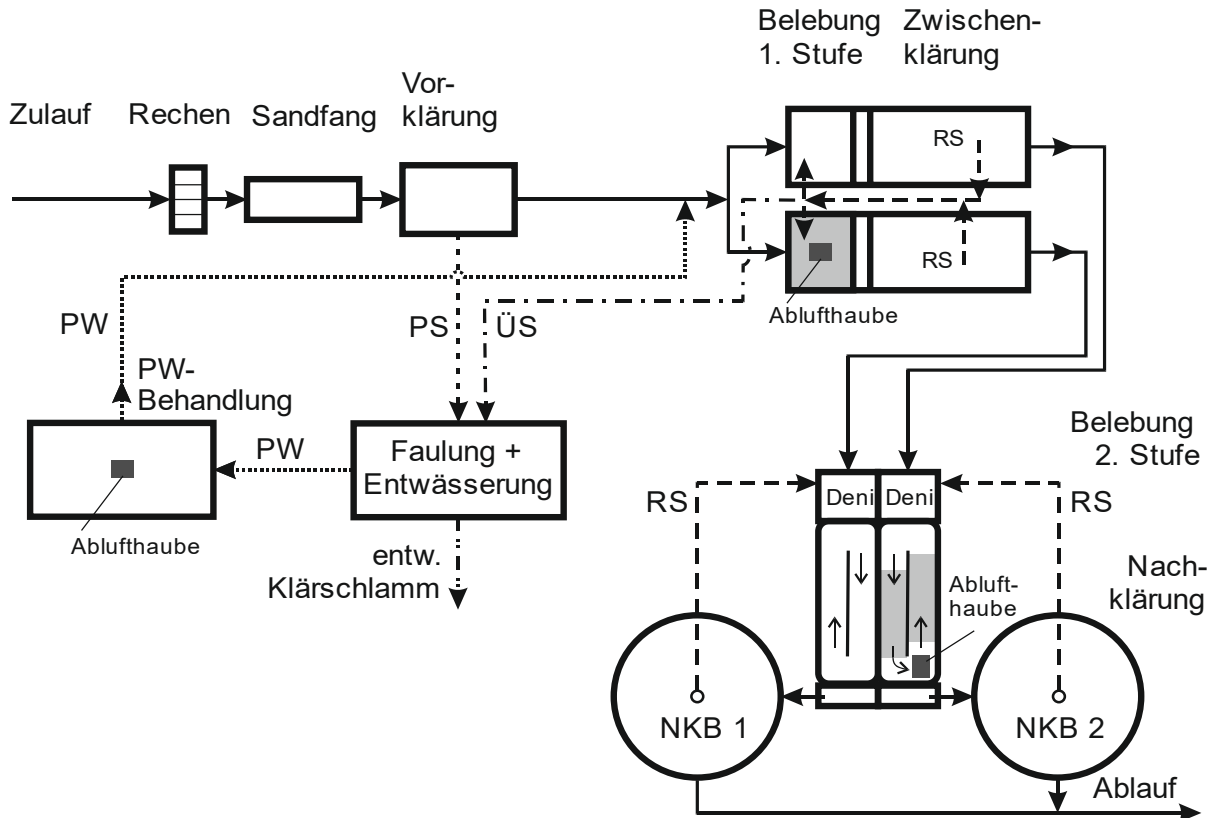 Belebung
1. Stufe
Zwischen-
klärung
Vor-
klärung
Zulauf
Rechen
Sandfang
RS
RS
Ablufthaube
PW
PS
ÜS
PW-
Behandlung
PW
Faulung +
Entwässerung
Ablufthaube
entw.
Klärschlamm
Belebung
2. Stufe
Deni
Deni
RS
RS
Nach-
klärung
Abluft-
haube
NKB 1
NKB 2
Ablauf